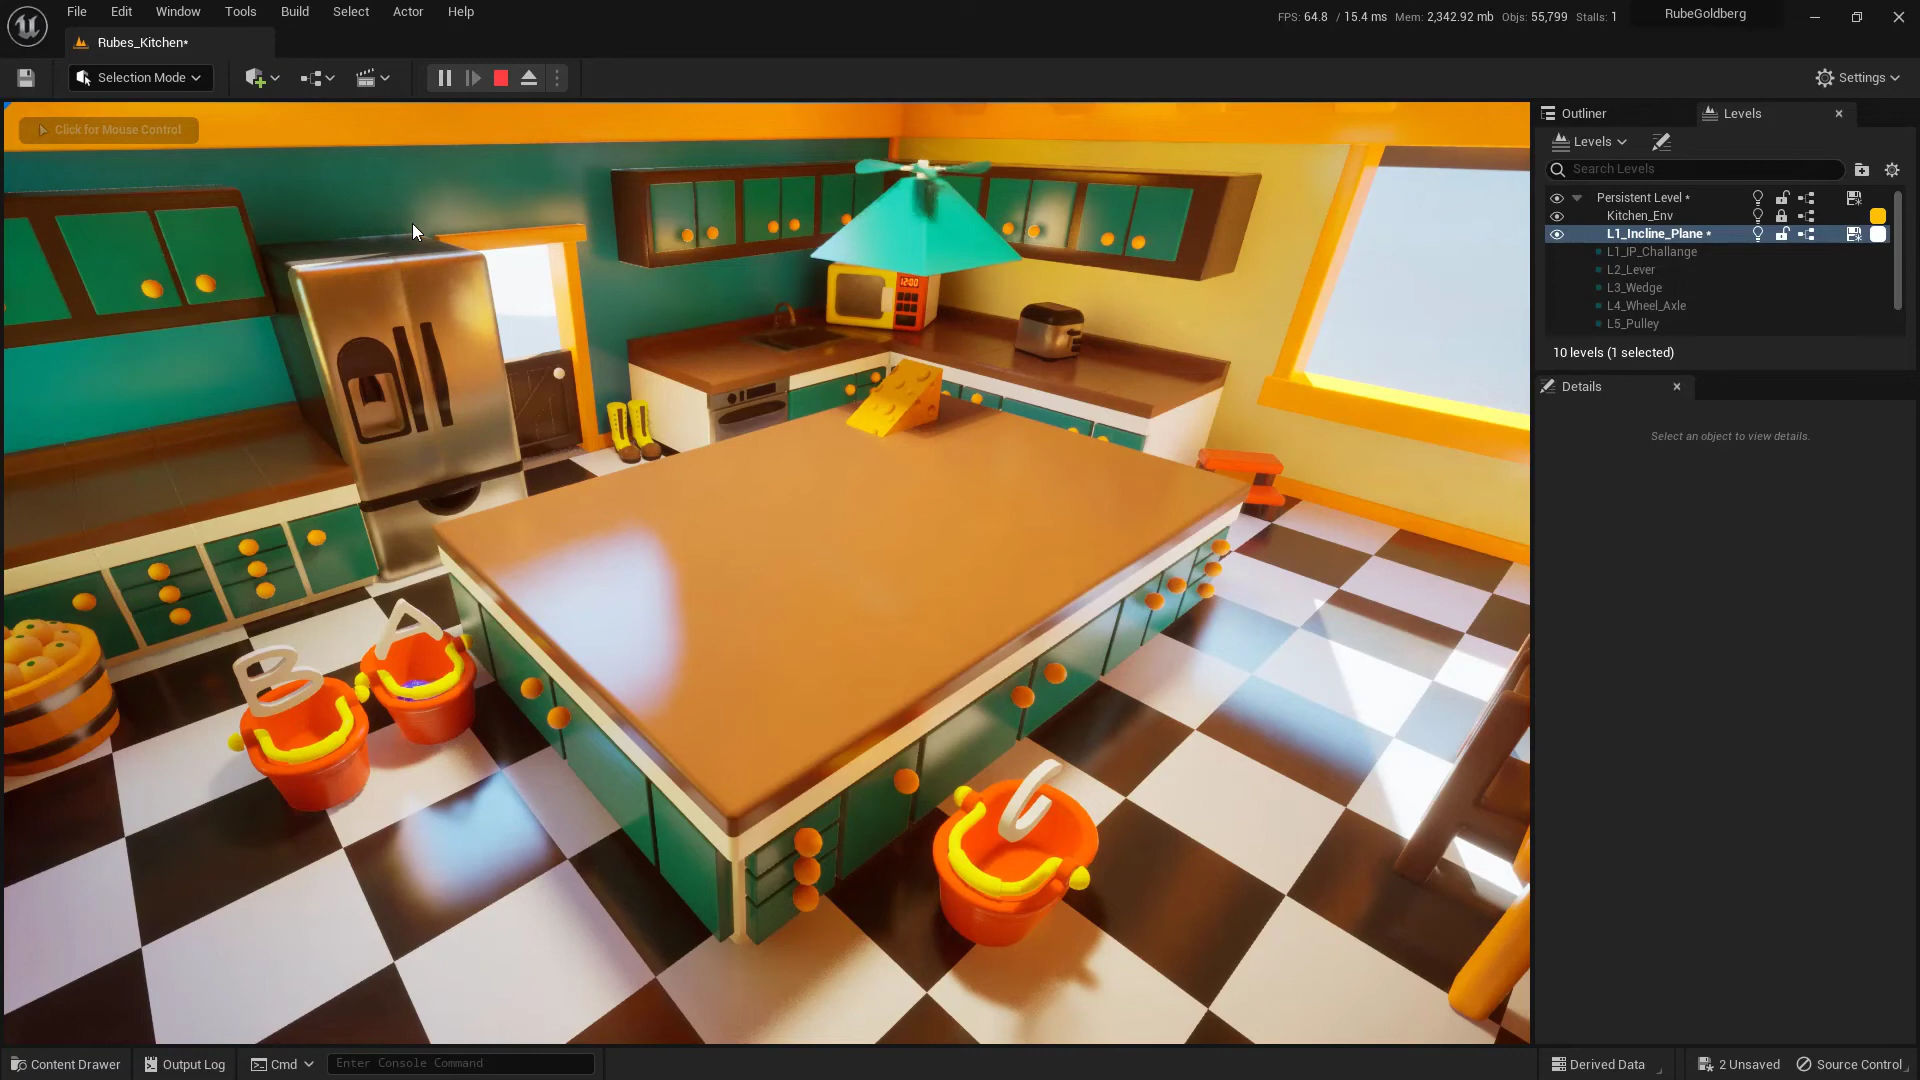 File Edit Window Tools Build Select Actor Help
FPS: 64.8 / 15.4 ms Mem: 2,342.92 mb Objs: 55,799 Stalls: 1
RubeGoldberg
Rubes_Kitchen*
Selection Mode
Settings
Click for Mouse Control
Outliner
Levels
Levels
Search Levels
Persistent Level *
Kitchen_Env
L1_Incline_Plane *
L1_IP_Challange
L2_Lever
L3_Wedge
L4_Wheel_Axle
L5_Pulley
10 levels (1 selected)
Details
Select an object to view details.
12:00
A
B
C
Content Drawer
Output Log
Cmd
Enter Console Command
Derived Data
2 Unsaved
Source Control